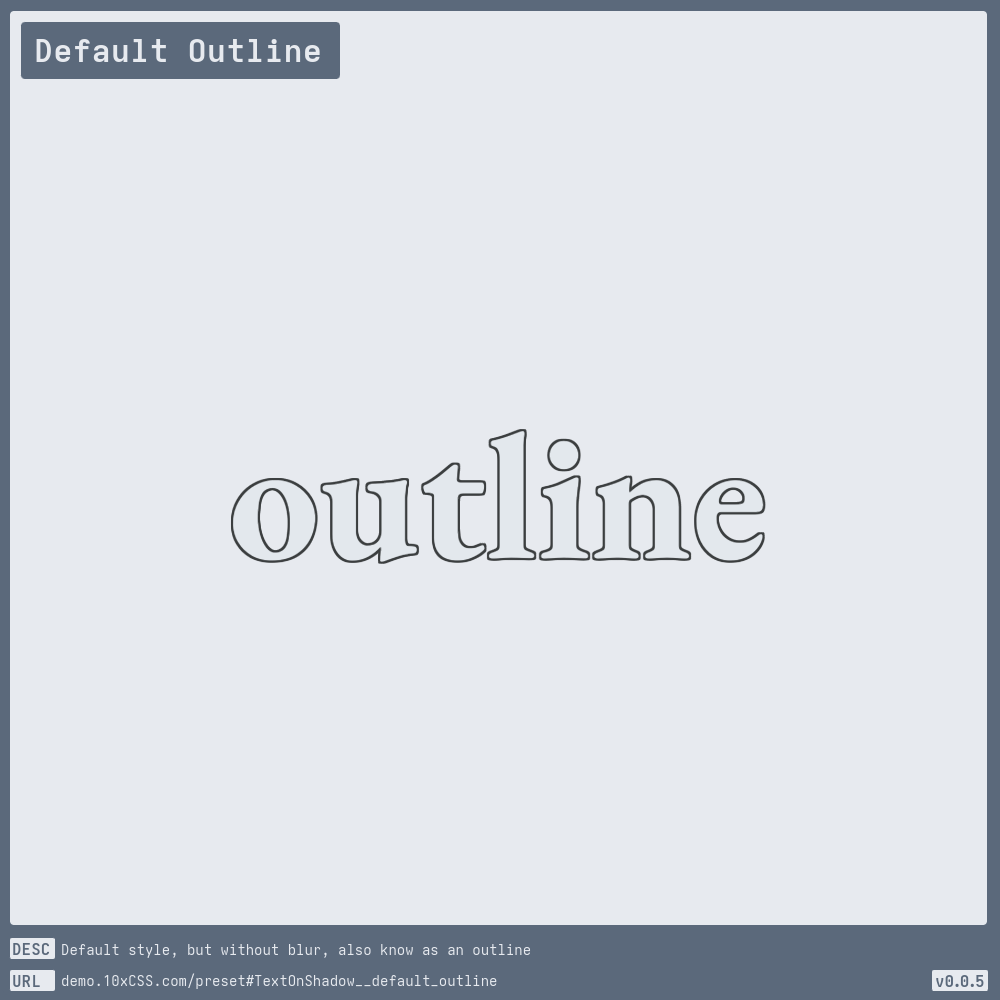 Default Outline
outline
DESC Default style, but without blur, also know as an outline
URL demo.10xCSS.com/preset#TextOnShadow__default_outline
v0.0.5